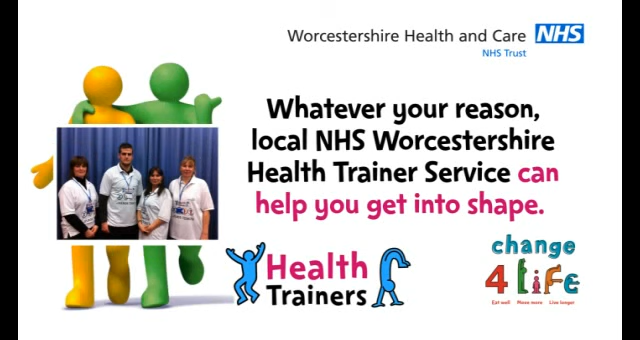 Worcestershire Health and Care NHS
NHS Trust
Whatever your reason,
local NHS Worcestershire
Health Trainer Service can
help you get into shape.
Health
Trainers
change
4 LiFe
Eat well Move more Live longer